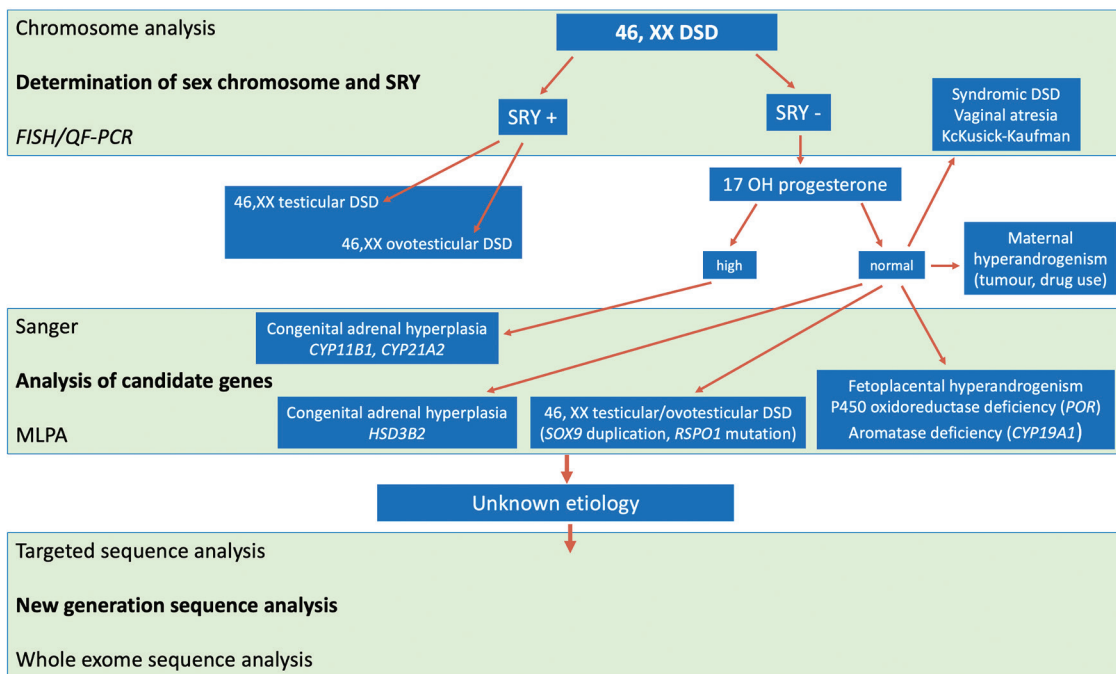 Chromosome analysis
46, XX DSD
Determination of sex chromosome and SRY
FISH/QF-PCR
SRY +
SRY -
Syndromic DSD
Vaginal atresia
KcKusick-Kaufman
17 OH progesterone
46,XX testicular DSD
46,XX ovotesticular DSD
high
normal
Maternal
hyperandrogenism
(tumour, drug use)
Sanger
Analysis of candidate genes
MLPA
Congenital adrenal hyperplasia
CYP11B1, CYP21A2
Congenital adrenal hyperplasia
HSD3B2
46, XX testicular/ovotesticular DSD
(SOX9 duplication, RSPO1 mutation)
Fetoplacental hyperandrogenism
P450 oxidoreductase deficiency (POR)
Aromatase deficiency (CYP19A1)
Unknown etiology
Targeted sequence analysis
New generation sequence analysis
Whole exome sequence analysis